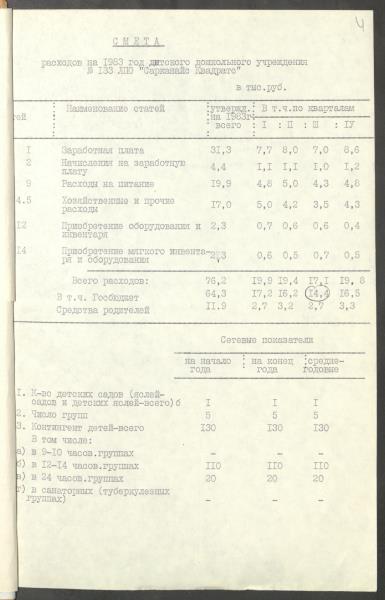 4
С М Е Т А
расходов на 1983 год дитского дошкольного учреждения
№ 133 ЛПО "Сарканайс Квадратс"
в тыс.руб.
тей Наименование статей утвержд. на 1983г. всего В т.ч.по кварталам
: I : П : Ш : IУ
I Заработная плата 31,3 7,7 8,0 7,0 8,6
2 Начисления на заработную
плату 4,4 I,I I,I I,0 I,2
9 Расходы на питание I9,9 4,8 5,0 4,3 4,8
4.5 Хозяйственные и прочие
расходы I7,0 5,0 4,2 3,5 4,3
I2 Приобретение оборудования и 2,3 0,7 0,6 0,6 0,4
инвентаря
I4 Приобретение мягкого инвента-
ря и оборудования 2,3 0,6 0,5 0,7 0,5
Всего расходов: 76,2 I9,9 I9,4 I7,I I9,8
В т.ч. Госбюджет 64,3 I7,2 I6,2 I4,4 I6,5
Средства родителей II.9 2,7 3,2 2,7 3,3
Сетевые показатели
на начало : на конец :средне-
года : года :годовые
I. К-во детских садов (яслей-
садов и детских яслей-всего)б I I I
2. Число групп 5 5 5
3. Контингент детей-всего I30 I30 I30
В том числе:
а) в 9-I0 часов.группах – – –
б) в I2-I4 часов.группах II0 II0 II0
в) в 24 часов.группах 20 20 20
г) в санаторных (туберкулезных
группах) – – –